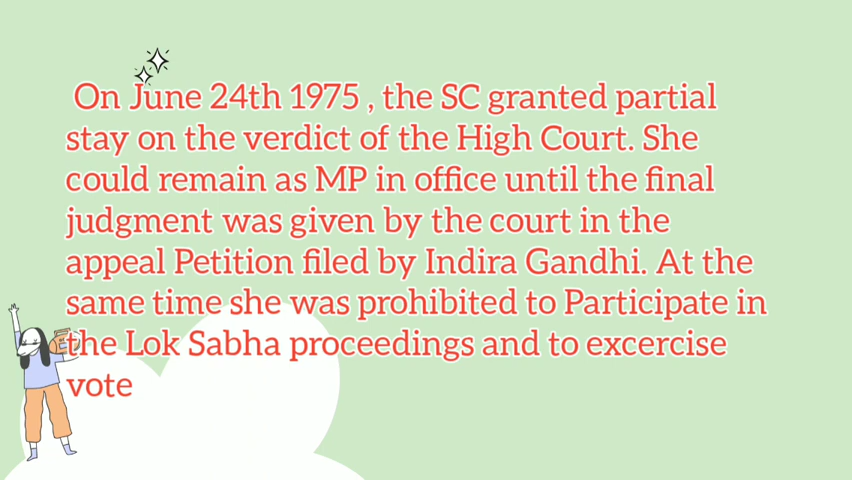 On June 24th 1975 , the SC granted partial
stay on the verdict of the High Court. She
could remain as MP in office until the final
judgment was given by the court in the
appeal Petition filed by Indira Gandhi. At the
same time she was prohibited to Participate in
the Lok Sabha proceedings and to excercise
vote